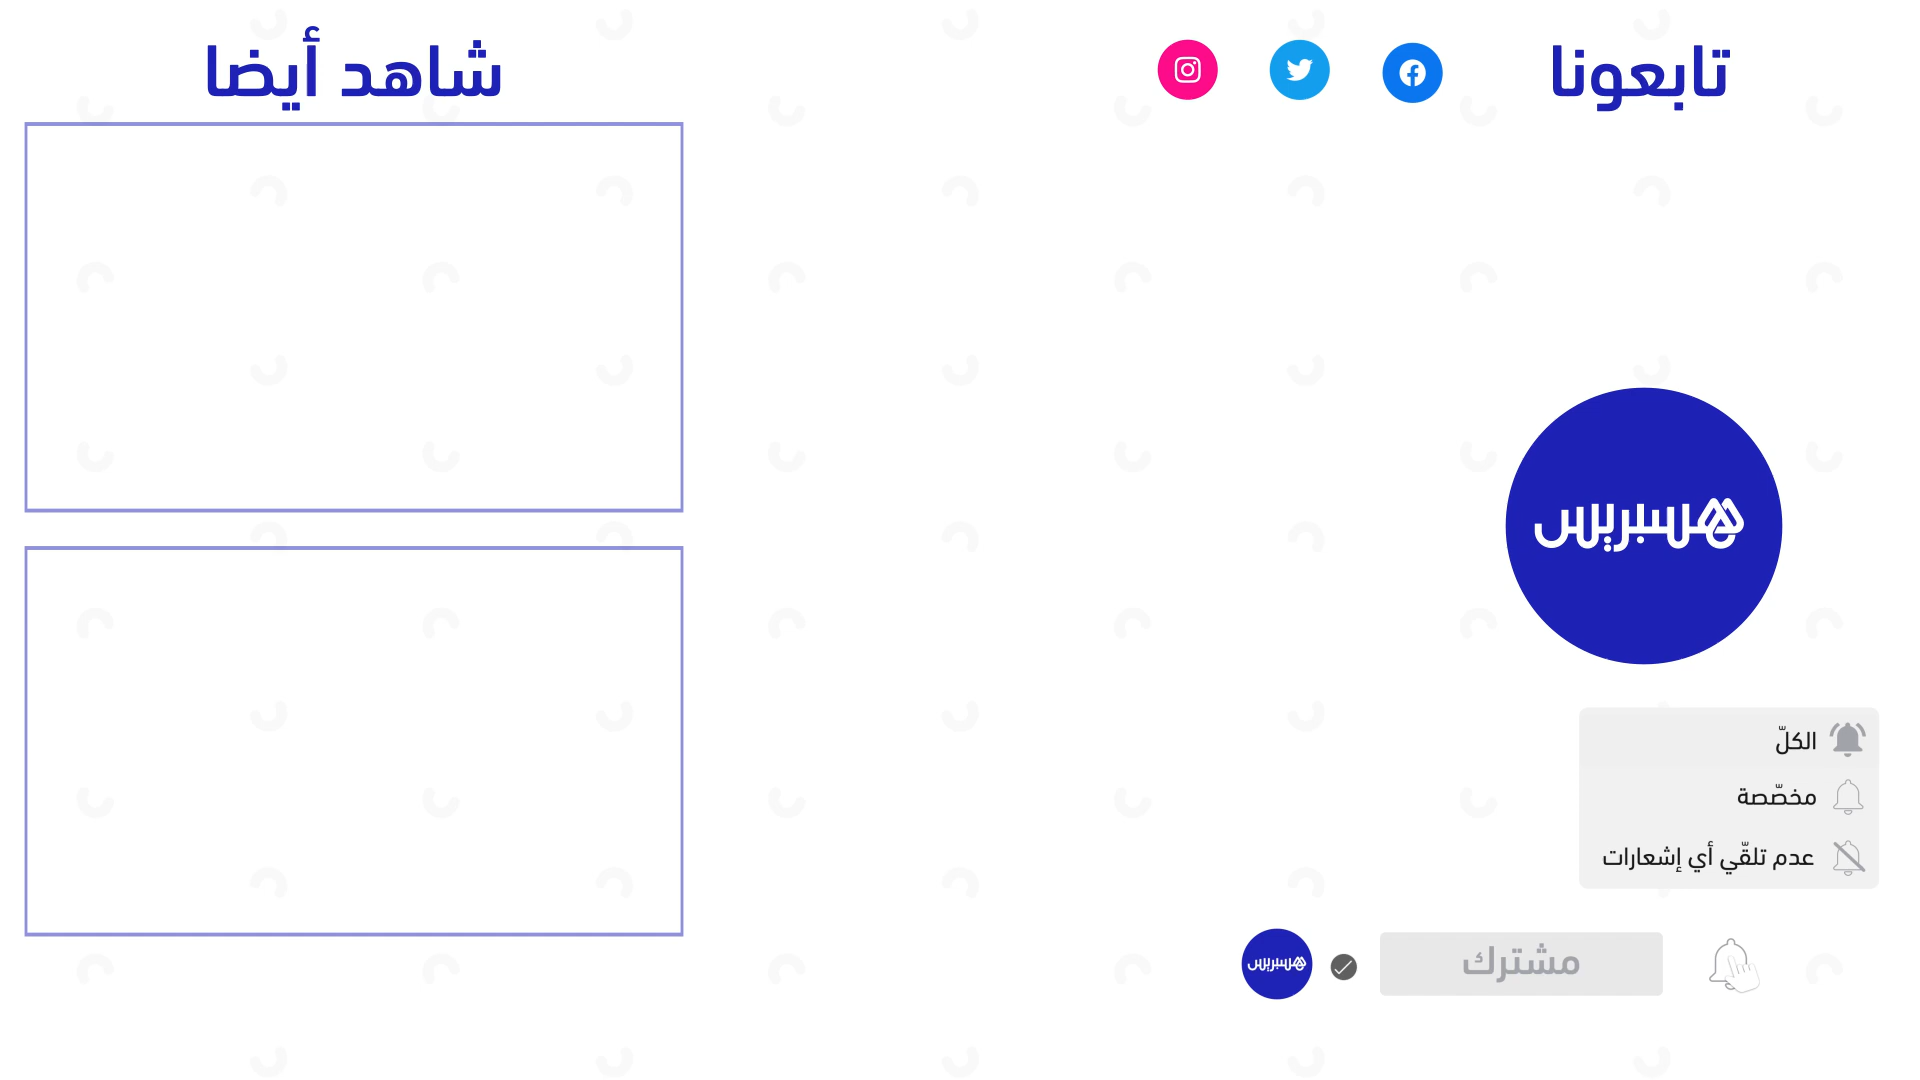 تابعونا
شاهد أيضا
هسبريس
الكلّ
مخصّصة
عدم تلقّي أي إشعارات
مشترك
هسبريس